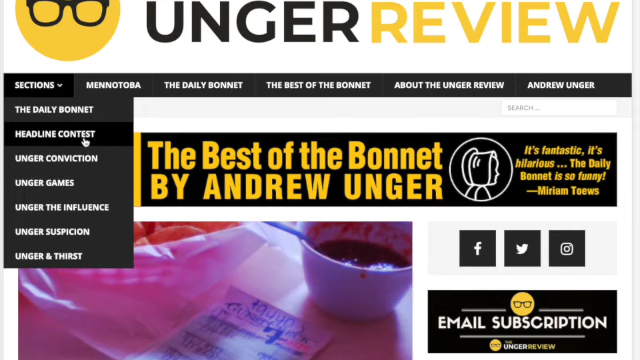 UNGER REVIEW
SECTIONS MENNOTOBA THE DAILY BONNET THE BEST OF THE BONNET ABOUT THE UNGER REVIEW ANDREW UNGER
THE DAILY BONNET
SEARCH ...
HEADLINE CONTEST
UNGER CONVICTION
UNGER GAMES
UNGER THE INFLUENCE
UNGER SUSPICION
UNGER & THIRST
The Best of the Bonnet
BY ANDREW UNGER
It's fantastic, it's
hilarious ... The Daily
Bonnet is so funny!
—Miriam Toews
EMAIL SUBSCRIPTION
THE
UNGERREVIEW